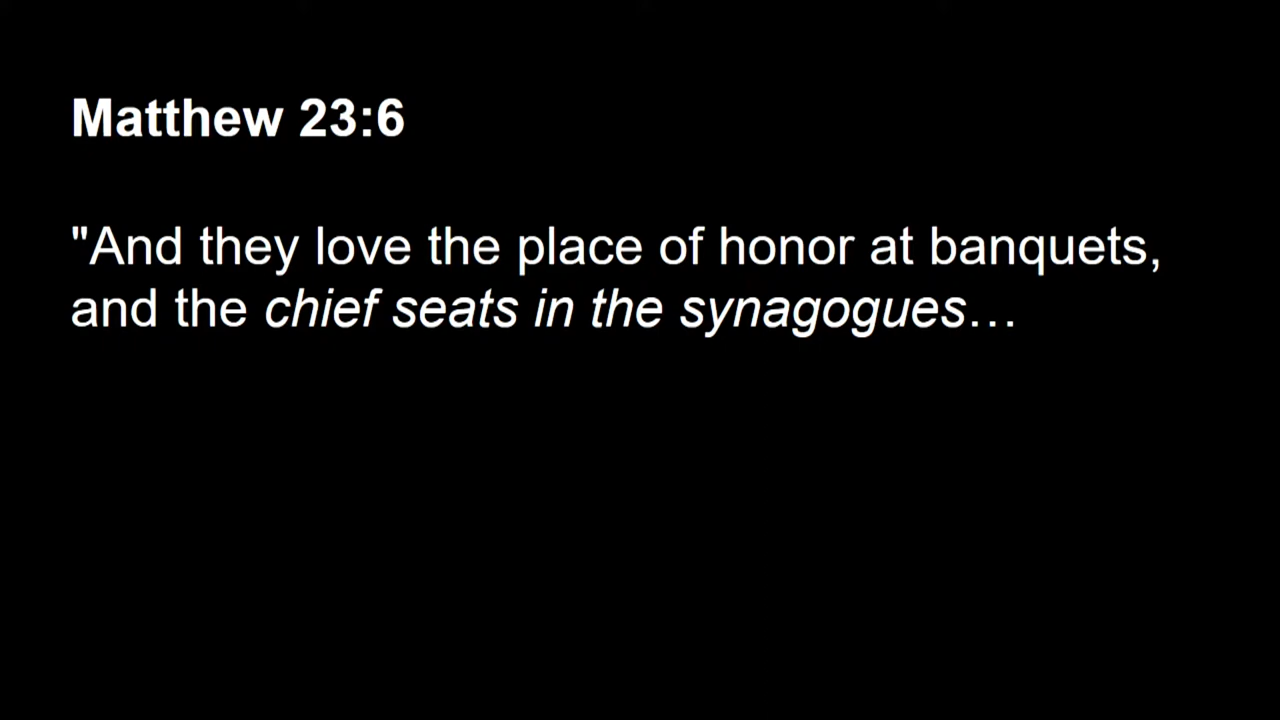 Matthew 23:6
"And they love the place of honor at banquets,
and the chief seats in the synagogues…